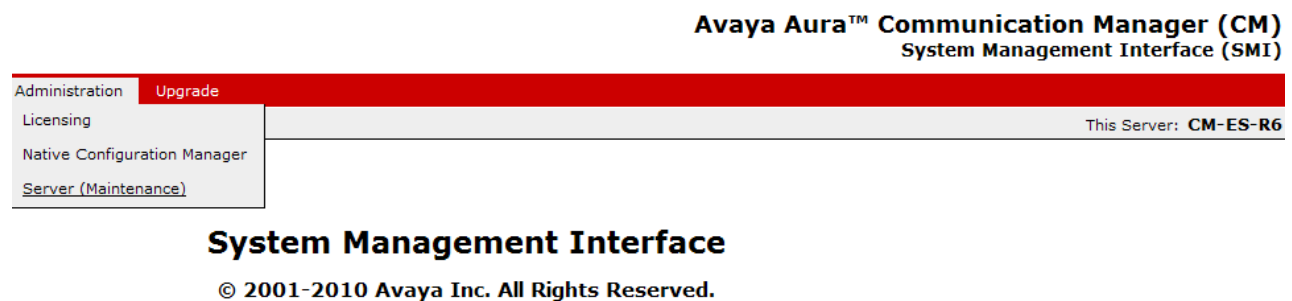 Avaya Aura™ Communication Manager (CM)
System Management Interface (SMI)
Administration Upgrade
Licensing
This Server: CM-ES-R6
Native Configuration Manager
Server (Maintenance)
System Management Interface
© 2001-2010 Avaya Inc. All Rights Reserved.